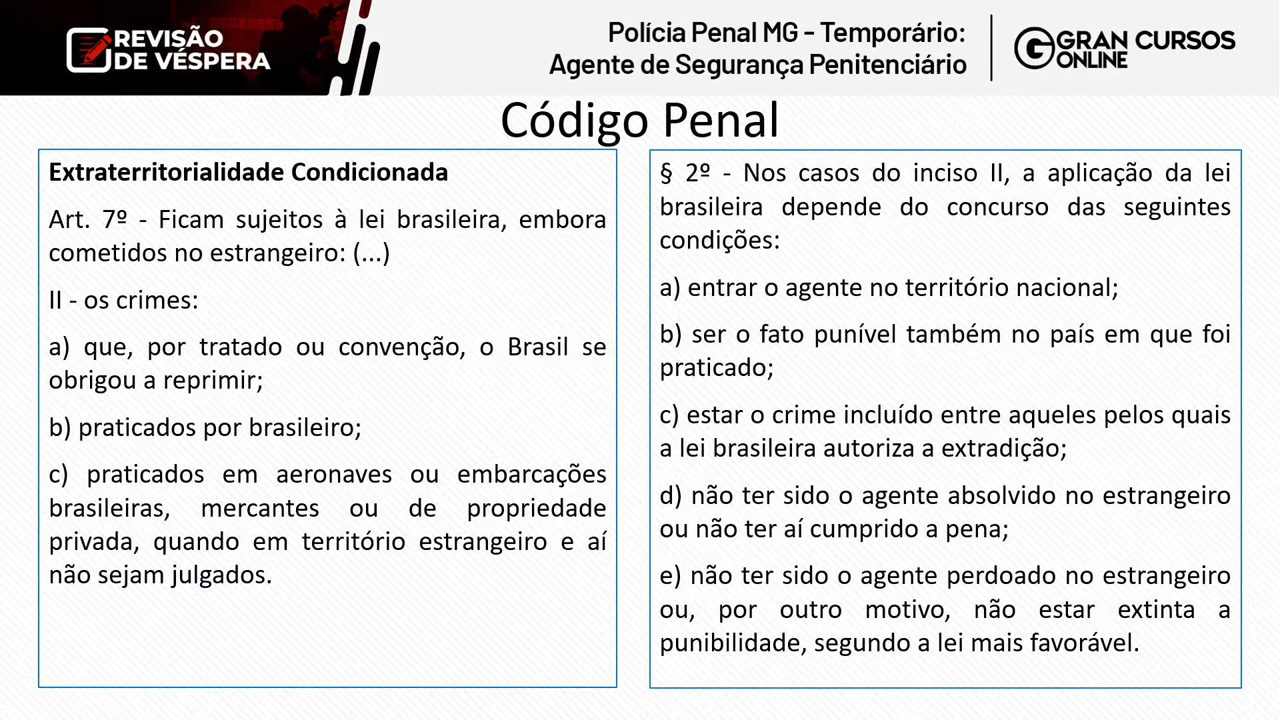 REVISÃO
DE VÉSPERA
Polícia Penal MG - Temporário:
Agente de Segurança Penitenciário
GRAN CURSOS
ONLINE
Código Penal
Extraterritorialidade Condicionada
Art. 7º - Ficam sujeitos à lei brasileira, embora
cometidos no estrangeiro: (...)
II - os crimes:
a) que, por tratado ou convenção, o Brasil se
obrigou a reprimir;
b) praticados por brasileiro;
c) praticados em aeronaves ou embarcações
brasileiras, mercantes ou de propriedade
privada, quando em território estrangeiro e aí
não sejam julgados.
§ 2º - Nos casos do inciso II, a aplicação da lei
brasileira depende do concurso das seguintes
condições:
a) entrar o agente no território nacional;
b) ser o fato punível também no país em que foi
praticado;
c) estar o crime incluído entre aqueles pelos quais
a lei brasileira autoriza a extradição;
d) não ter sido o agente absolvido no estrangeiro
ou não ter aí cumprido a pena;
e) não ter sido o agente perdoado no estrangeiro
ou, por outro motivo, não estar extinta a
punibilidade, segundo a lei mais favorável.